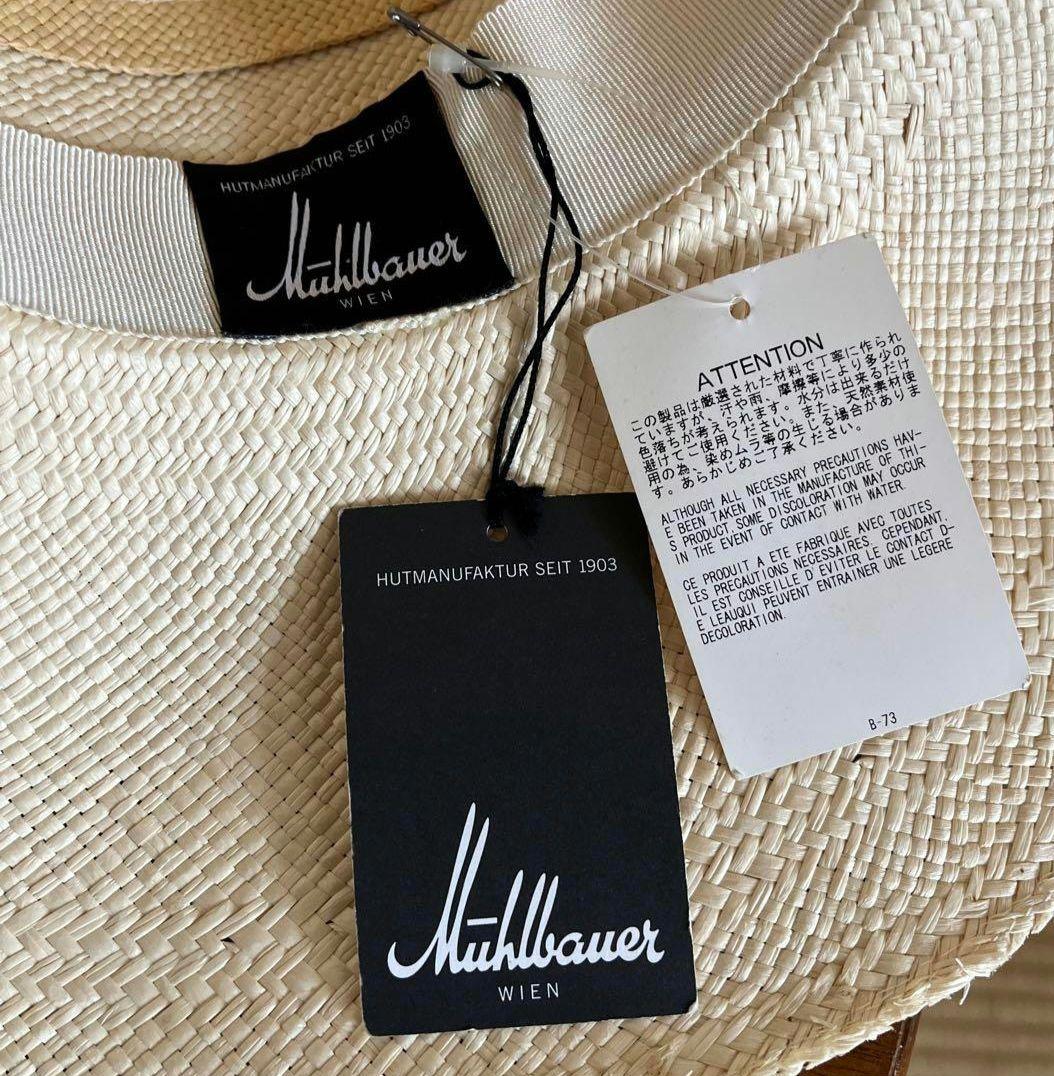 HUTMANUFAKTUR SEIT 1903
Mühlbauer
WIEN
HUTMANUFAKTUR SEIT 1903
Mühlbauer
WIEN
ATTENTION
この製品は厳選された材料で丁寧に作られ
ていますが、汗や雨、摩擦等により多少の
色落ちが考えられます。水分は出来るだけ
避けてご使用ください。また、天然素材使
用の為、染めムラ等の生じる場合がありま
す。あらかじめご了承ください。
ALTHOUGH ALL NECESSARY PRECAUTIONS HAV-
E BEEN TAKEN IN THE MANUFACTURE OF THI-
S PRODUCT, SOME DISCOLORATION MAY OCCUR
IN THE EVENT OF CONTACT WITH WATER.
CE PRODUIT A ETE FABRIQUE AVEC TOUTES
LES PRECAUTIONS NECESSAIRES, CEPENDANT,
IL EST CONSEILLE D'EVITER LE CONTACT D-
E LEAUQUI PEUVENT ENTRAINER UNE LEGERE
DECOLORATION.
B-73